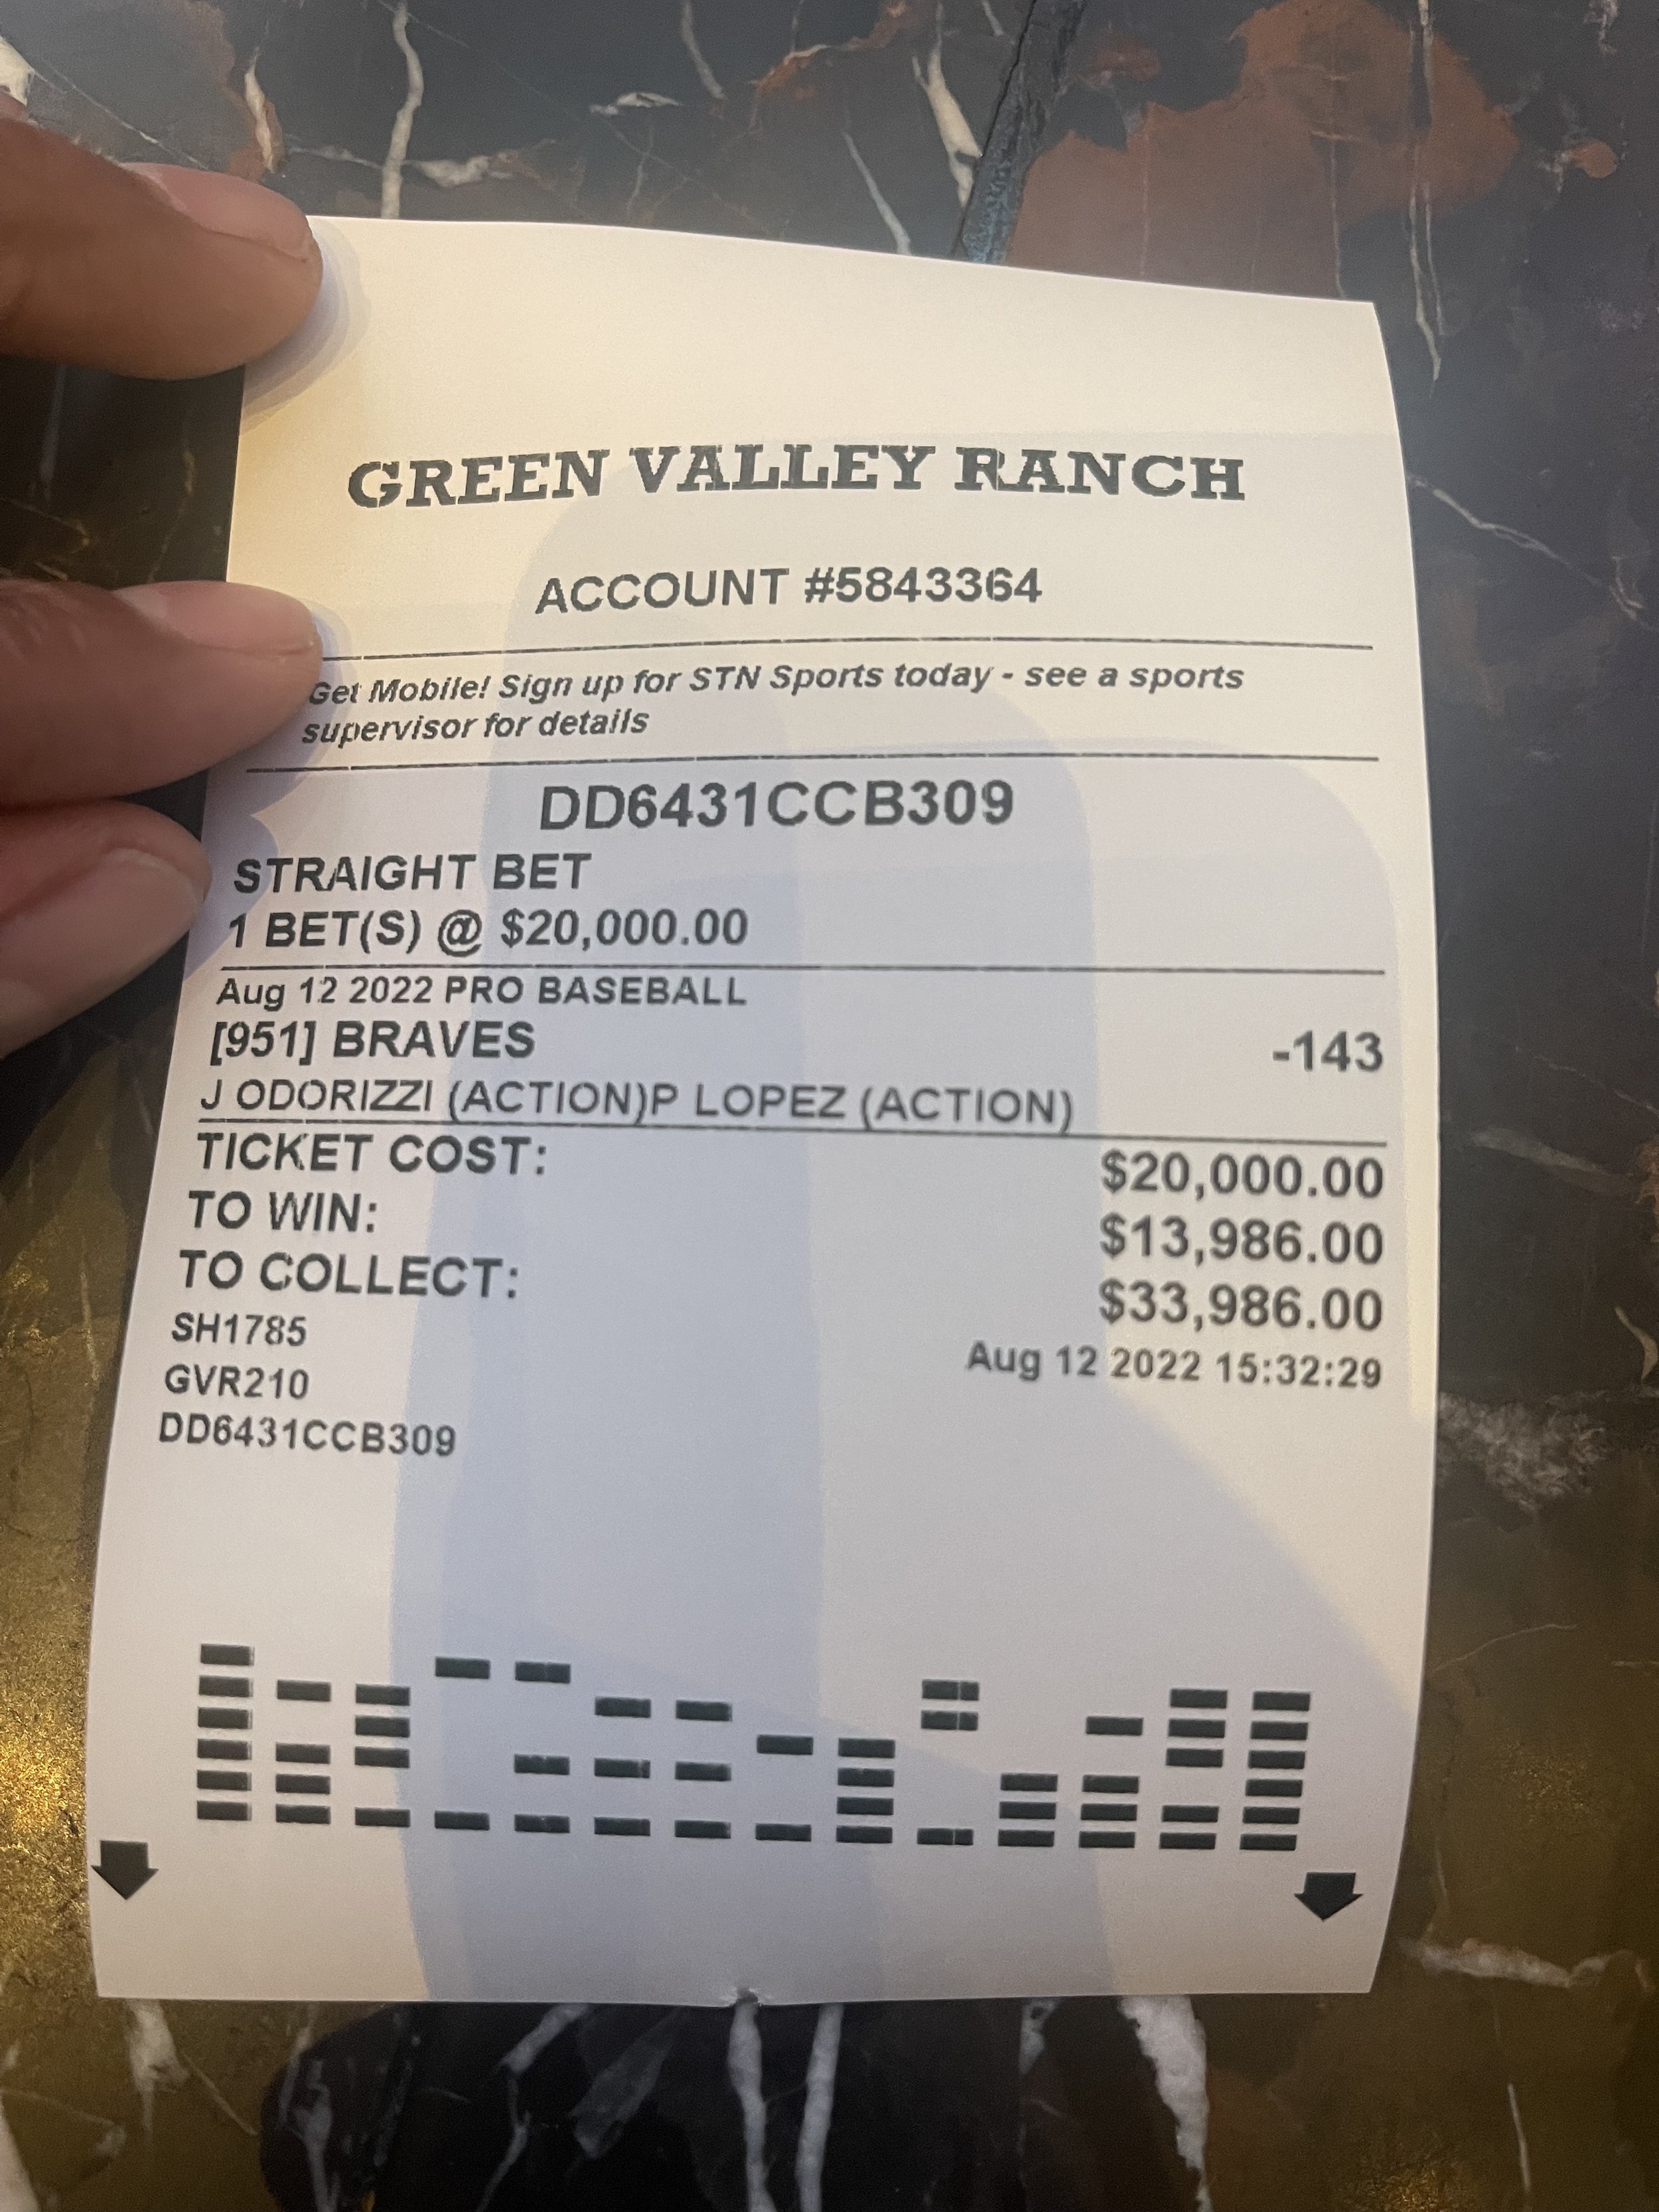 GREEN VALLEY RANCH
ACCOUNT #5843364
Get Mobile! Sign up for STN Sports today - see a sports
supervisor for details
DD6431CCB309
STRAIGHT BET
1 BET(S) @ $20,000.00
Aug 12 2022 PRO BASEBALL
[951] BRAVES -143
J ODORIZZI (ACTION)P LOPEZ (ACTION)
TICKET COST: $20,000.00
TO WIN: $13,986.00
TO COLLECT: $33,986.00
SH1785 Aug 12 2022 15:32:29
GVR210
DD6431CCB309